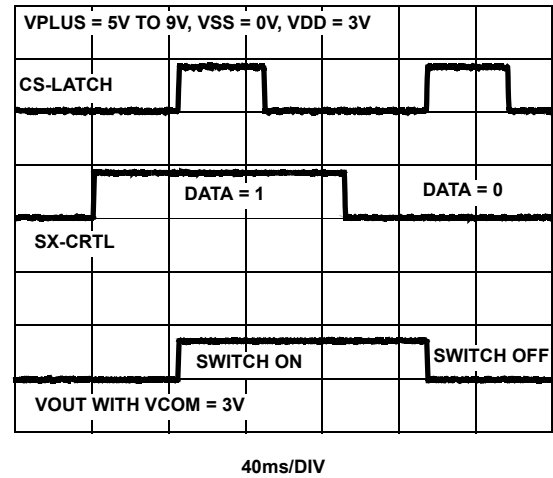 VPLUS = 5V TO 9V, VSS = 0V, VDD = 3V
CS-LATCH
DATA = 1
DATA = 0
SX-CRTL
SWITCH ON
SWITCH OFF
VOUT WITH VCOM = 3V
40ms/DIV